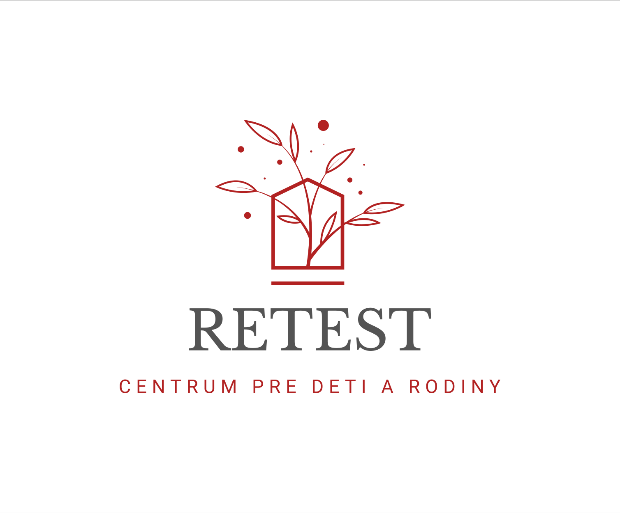 RETEST
CENTRUM PRE DETI A RODINY